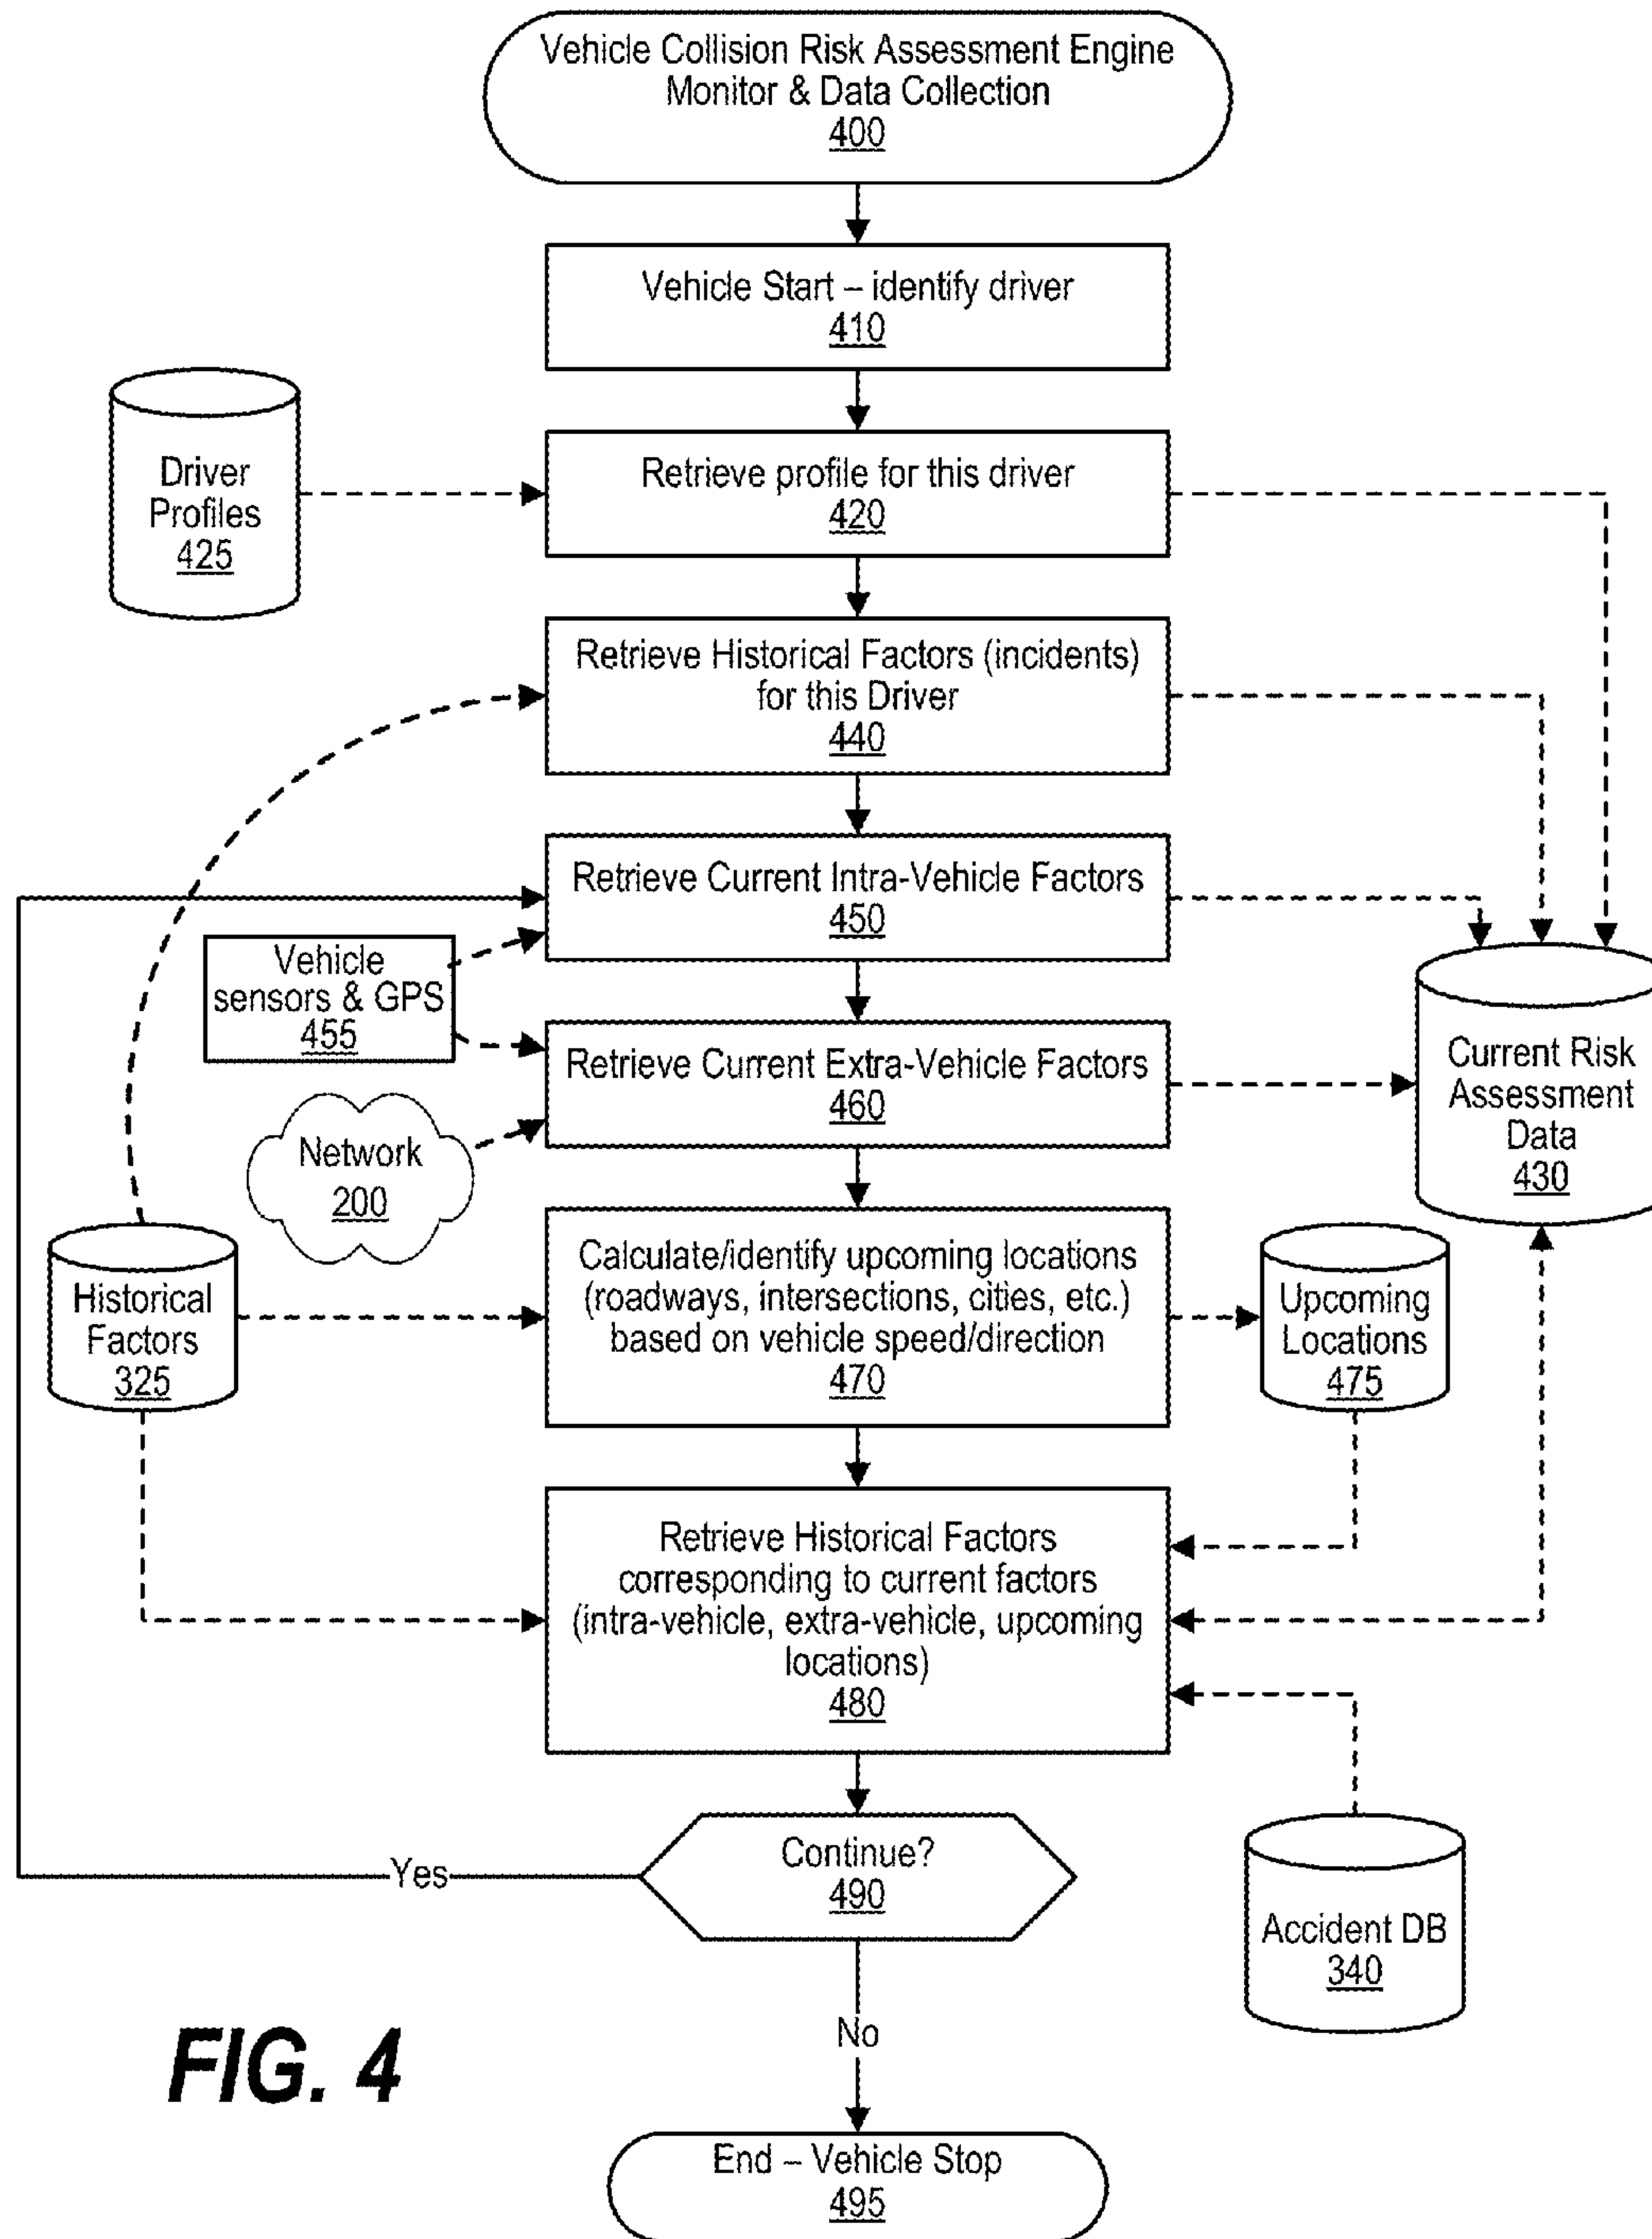 Vehicle Collision Risk Assessment Engine
Monitor & Data Collection
400
Vehicle Start – identify driver
410
Driver
Profiles
425
Retrieve profile for this driver
420
Retrieve Historical Factors (incidents)
for this Driver
440
Retrieve Current Intra-Vehicle Factors
450
Vehicle
sensors & GPS
455
Retrieve Current Extra-Vehicle Factors
460
Current Risk
Assessment
Data
430
Network
200
Historical
Factors
325
Calculate/identify upcoming locations
(roadways, intersections, cities, etc.)
based on vehicle speed/direction
470
Upcoming
Locations
475
Retrieve Historical Factors
corresponding to current factors
(intra-vehicle, extra-vehicle, upcoming
locations)
480
Continue?
490
Yes
Accident DB
340
No
FIG. 4
End – Vehicle Stop
495